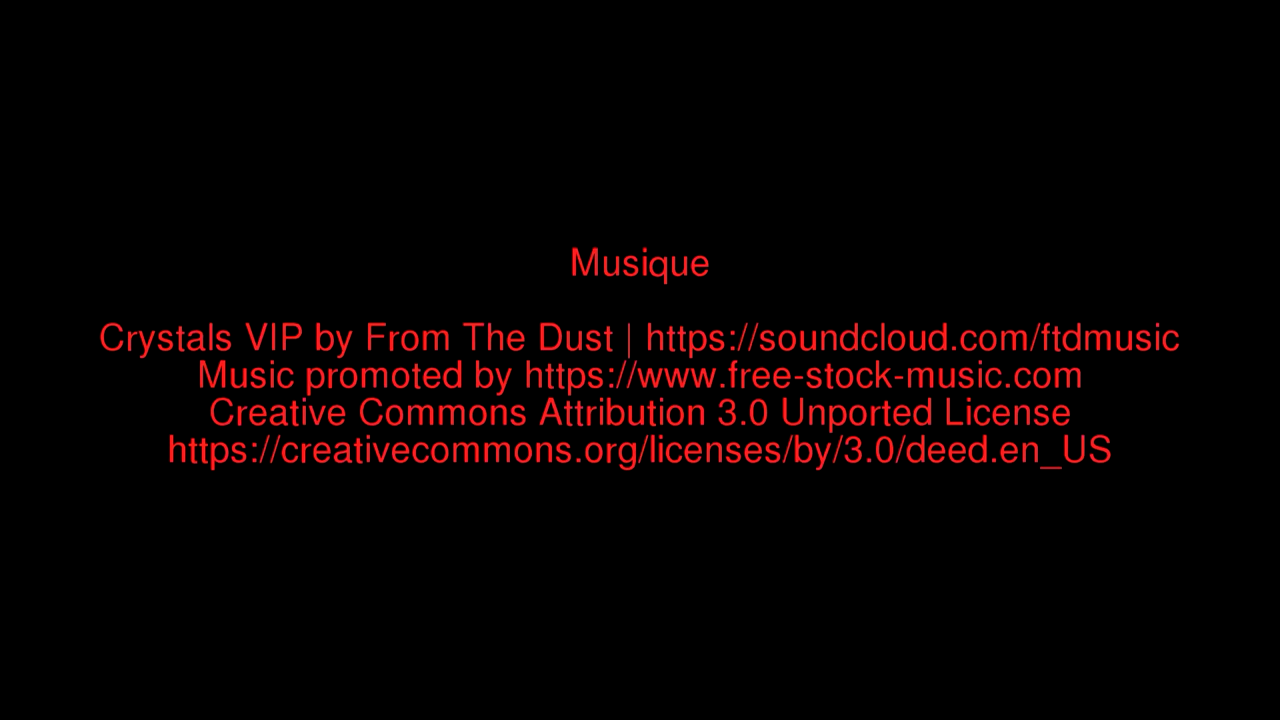 Musique
Crystals VIP by From The Dust | https://soundcloud.com/ftdmusic
Music promoted by https://www.free-stock-music.com
Creative Commons Attribution 3.0 Unported License
https://creativecommons.org/licenses/by/3.0/deed.en_US